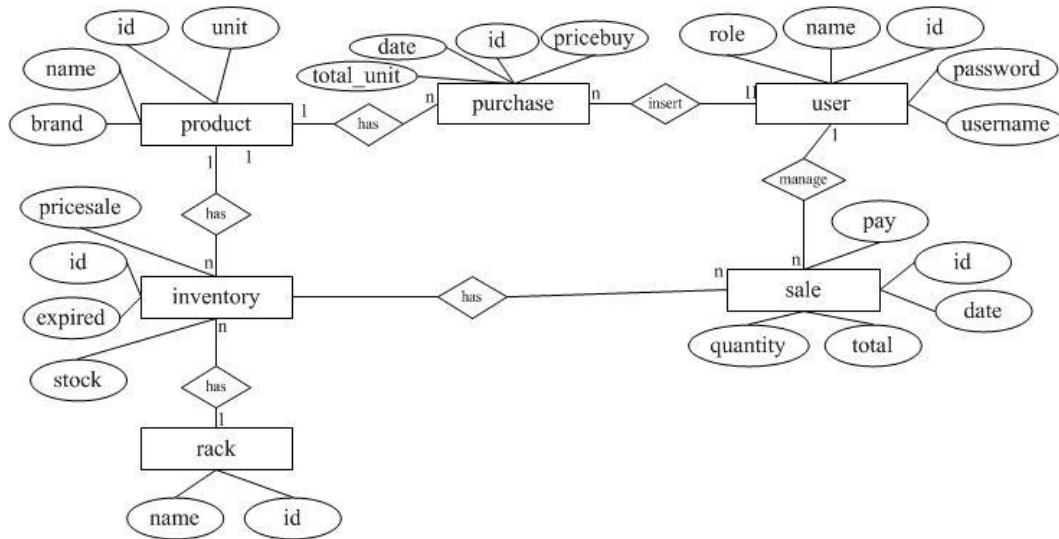 id
unit
name
brand
product
1
1
1
has
n
date
id
pricebuy
total_unit
purchase
n
insert
11
role
name
id
password
username
user
1
manage
n
has
n
pricesale
id
expired
stock
inventory
n
has
n
pay
id
date
sale
quantity
total
has
1
rack
name
id